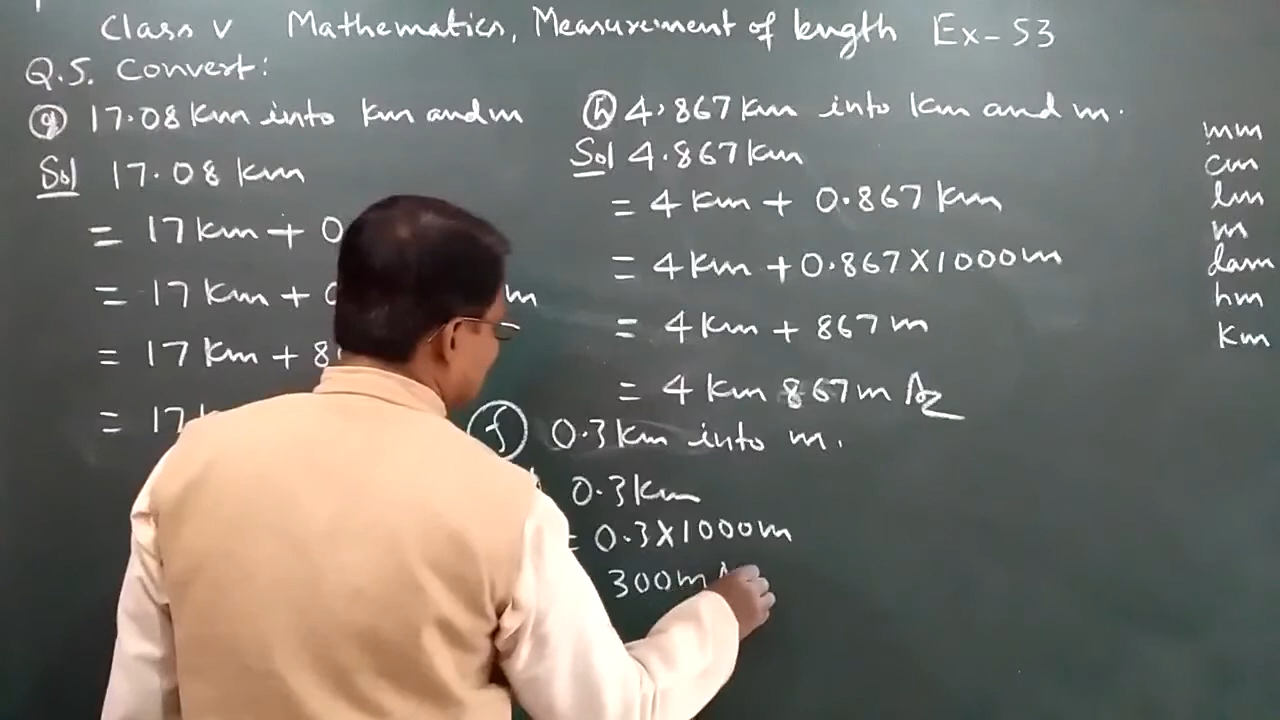 Class V Mathematics, Measurement of length Ex-53
Q.5. Convert:
(g) 17.08 Km into Km and m
Sol 17.08 Km
= 17 Km + 0
= 17 Km + 0 m
= 17 Km + 8
= 17
(h) 4.867 Km into Km and m.
Sol 4.867 Km
= 4 Km + 0.867 Km
= 4 Km + 0.867 X 1000 m
= 4 Km + 867 m
= 4 Km 867 m
(f) 0.3 Km into m.
0.3 Km
= 0.3 X 1000 m
300 m
mm
cm
dm
m
dam
hm
Km